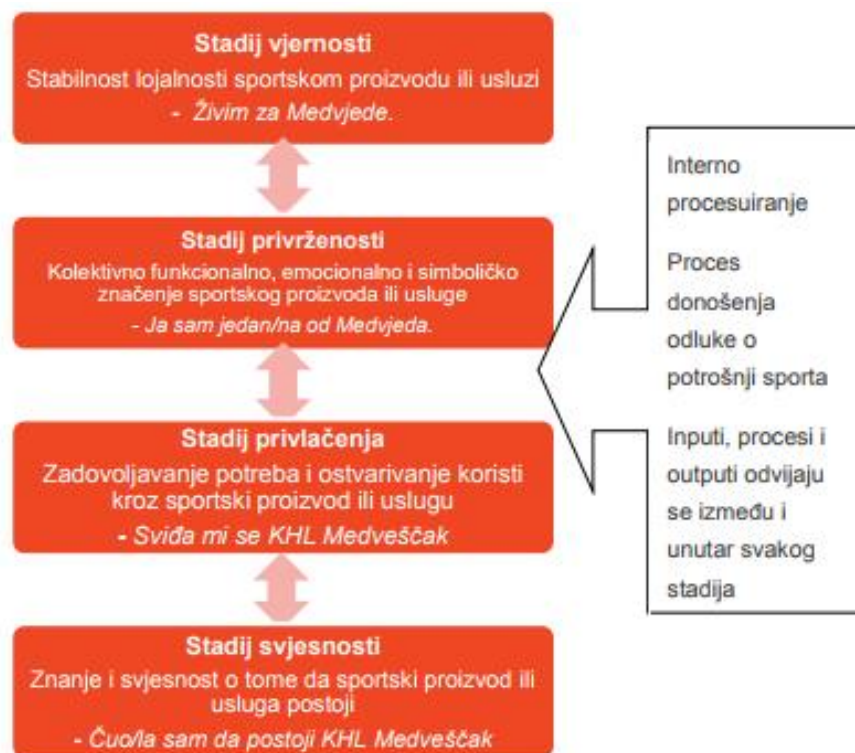 Stadij vjernosti
Stabilnost lojalnosti sportskom proizvodu ili usluzi
- Živim za Medvjede.
Stadij privrženosti
Kolektivno funkcionalno, emocionalno i simboličko
značenje sportskog proizvoda ili usluge
- Ja sam jedan/na od Medvjeda.
Stadij privlačenja
Zadovoljavanje potreba i ostvarivanje koristi
kroz sportski proizvod ili uslugu
- Sviđa mi se KHL Medveščak
Stadij svjesnosti
Znanje i svjesnost o tome da sportski proizvod ili
usluga postoji
- Čuo/la sam da postoji KHL Medveščak
Interno
procesuiranje
Proces
donošenja
odluke o
potrošnji sporta
Inputi, procesi i
outputi odvijaju
se između i
unutar svakog
stadija